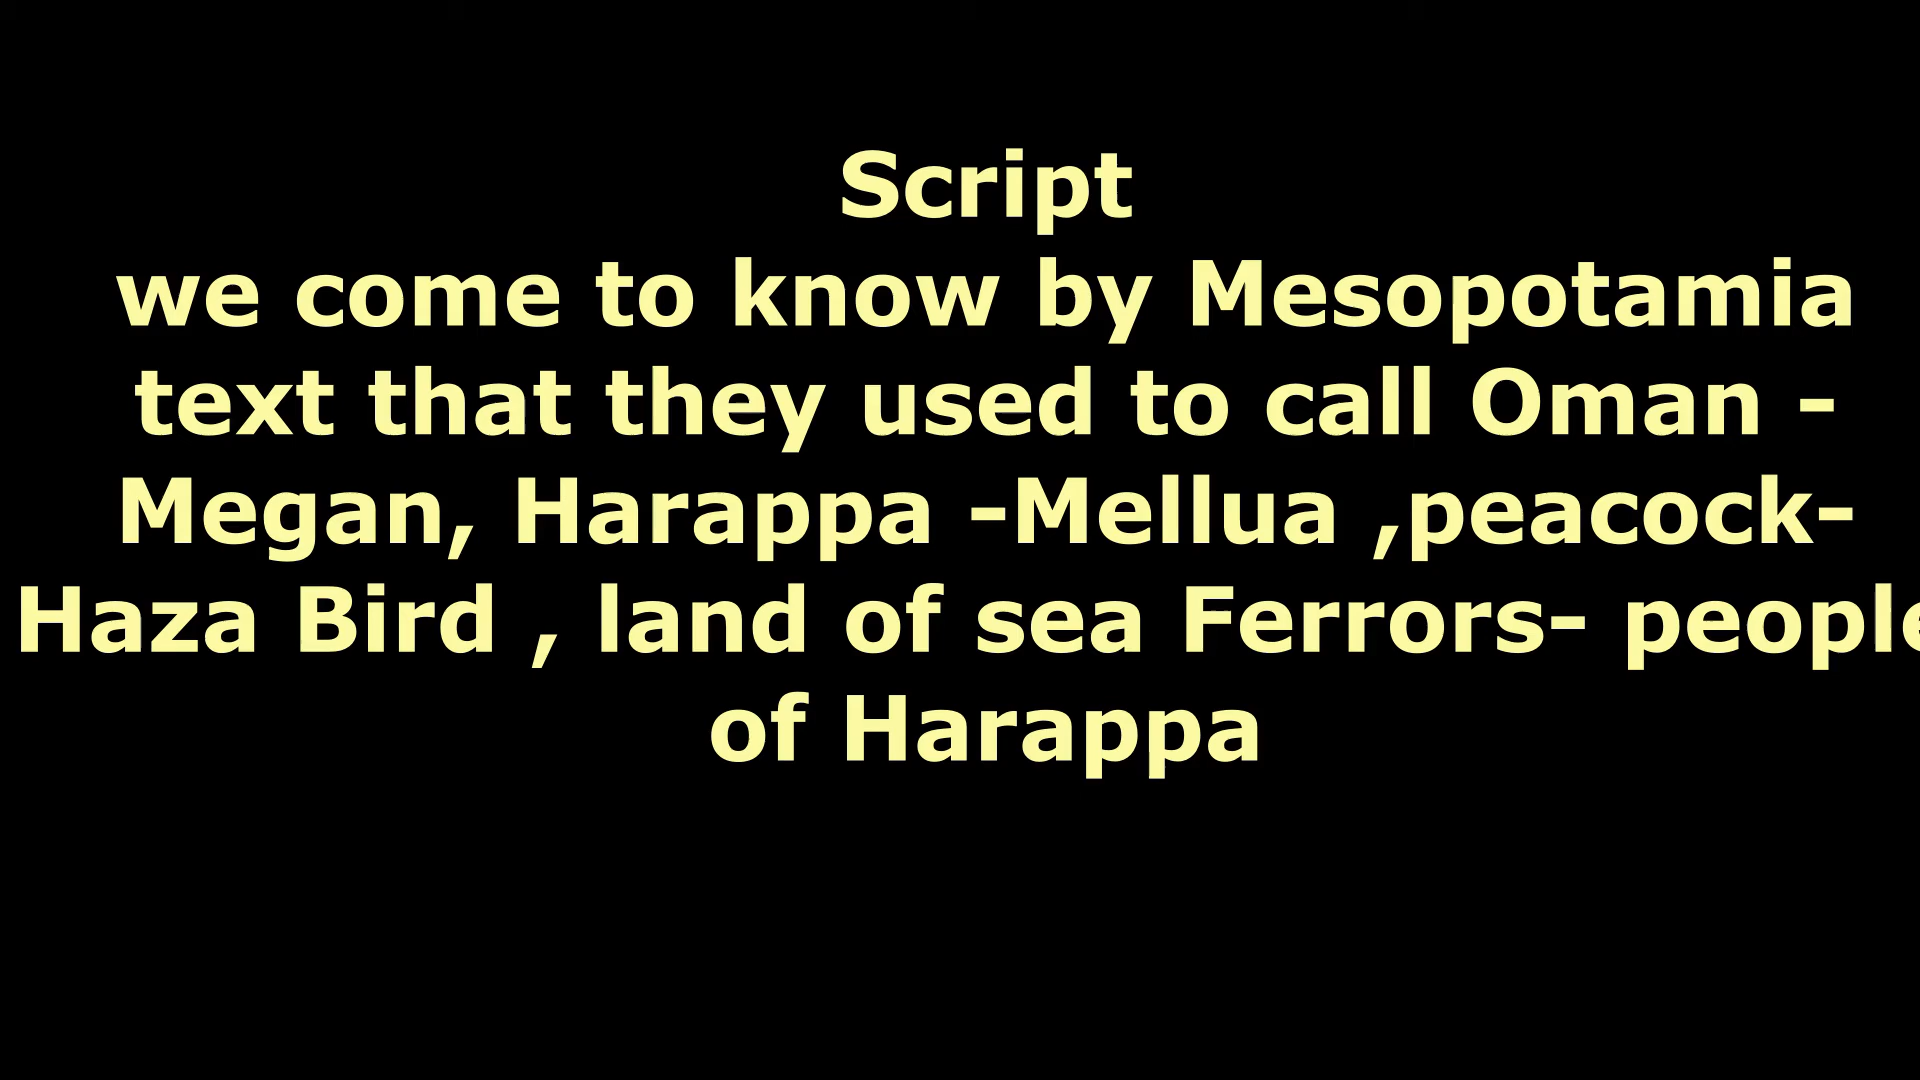 Script
we come to know by Mesopotamia
text that they used to call Oman -
Megan, Harappa -Mellua ,peacock-
Haza Bird , land of sea Ferrors- people
of Harappa